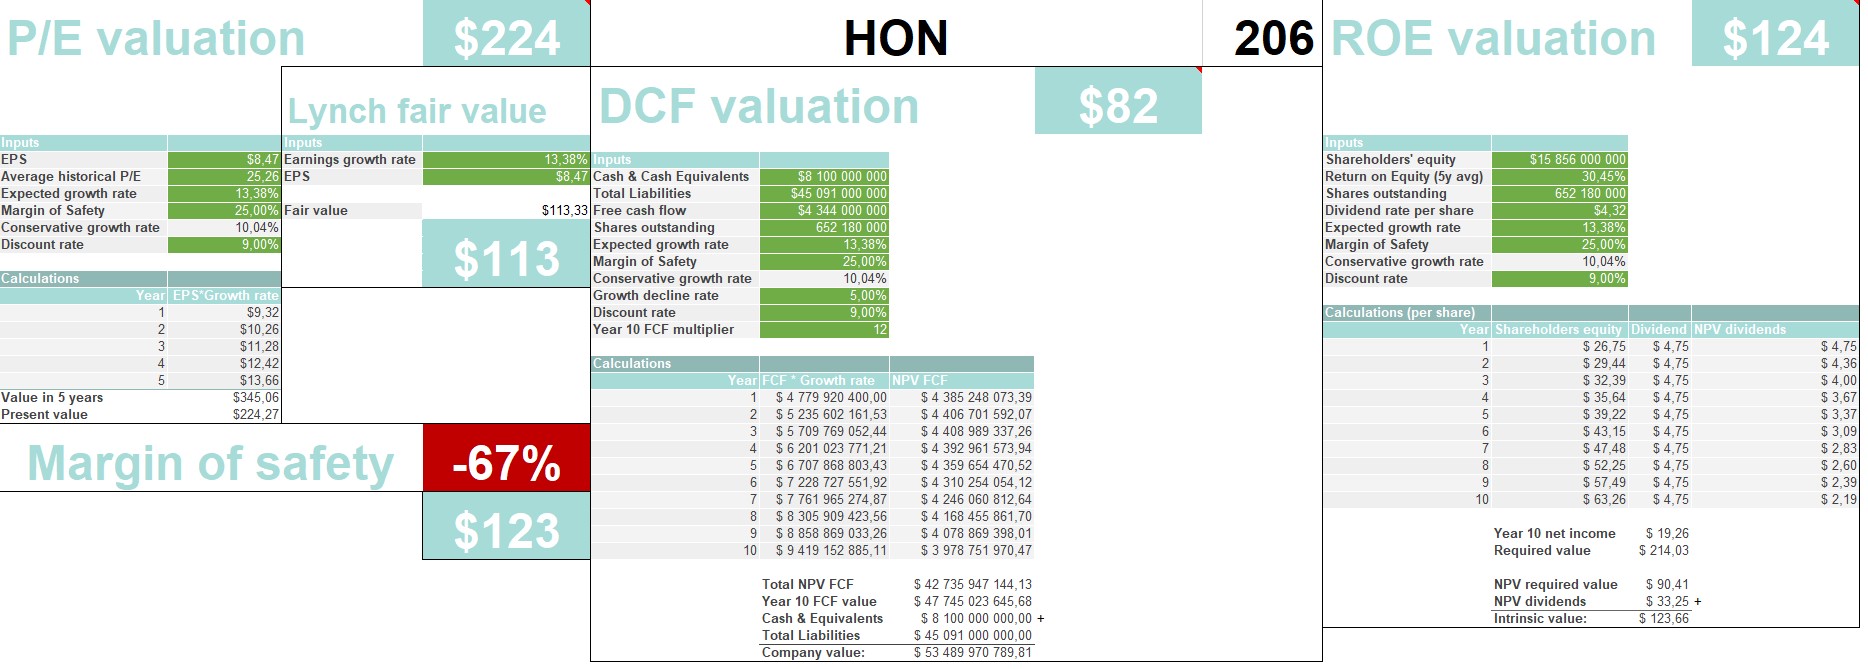 P/E valuation $224
Lynch fair value
Inputs
EPS $8,47
Average historical P/E 25,26
Expected growth rate 13,38%
Margin of Safety 25,00%
Conservative growth rate 10,04%
Discount rate 9,00%
Calculations
Year EPS*Growth rate
1 $9,32
2 $10,26
3 $11,28
4 $12,42
5 $13,66
Value in 5 years $345,06
Present value $224,27
Inputs
Earnings growth rate 13,38%
EPS $8,47
Fair value $113,33
$113
Margin of safety -67%
$123
HON 206
DCF valuation $82
Inputs
Cash & Cash Equivalents $8 100 000 000
Total Liabilities $45 091 000 000
Free cash flow $4 344 000 000
Shares outstanding 652 180 000
Expected growth rate 13,38%
Margin of Safety 25,00%
Conservative growth rate 10,04%
Growth decline rate 5,00%
Discount rate 9,00%
Year 10 FCF multiplier 12
Calculations
Year FCF * Growth rate NPV FCF
1 $ 4 779 920 400,00 $ 4 385 248 073,39
2 $ 5 235 602 161,53 $ 4 406 701 592,07
3 $ 5 709 769 052,44 $ 4 408 989 337,26
4 $ 6 201 023 771,21 $ 4 392 961 573,94
5 $ 6 707 868 803,43 $ 4 359 654 470,52
6 $ 7 228 727 551,92 $ 4 310 254 054,12
7 $ 7 761 965 274,87 $ 4 246 060 812,64
8 $ 8 305 909 423,56 $ 4 168 455 861,70
9 $ 8 858 869 033,26 $ 4 078 869 398,01
10 $ 9 419 152 885,11 $ 3 978 751 970,47
Total NPV FCF $ 42 735 947 144,13
Year 10 FCF value $ 47 745 023 645,68
Cash & Equivalents $ 8 100 000 000,00 +
Total Liabilities $ 45 091 000 000,00
Company value: $ 53 489 970 789,81
ROE valuation $124
Inputs
Shareholders' equity $15 856 000 000
Return on Equity (5y avg) 30,45%
Shares outstanding 652 180 000
Dividend rate per share $4,32
Expected growth rate 13,38%
Margin of Safety 25,00%
Conservative growth rate 10,04%
Discount rate 9,00%
Calculations (per share)
Year Shareholders equity Dividend NPV dividends
1 $ 26,75 $ 4,75 $ 4,75
2 $ 29,44 $ 4,75 $ 4,36
3 $ 32,39 $ 4,75 $ 4,00
4 $ 35,64 $ 4,75 $ 3,67
5 $ 39,22 $ 4,75 $ 3,37
6 $ 43,15 $ 4,75 $ 3,09
7 $ 47,48 $ 4,75 $ 2,83
8 $ 52,25 $ 4,75 $ 2,60
9 $ 57,49 $ 4,75 $ 2,39
10 $ 63,26 $ 4,75 $ 2,19
Year 10 net income $ 19,26
Required value $ 214,03
NPV required value $ 90,41
NPV dividends $ 33,25 +
Intrinsic value: $ 123,66